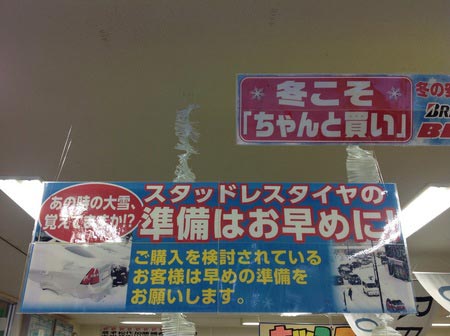 冬こそ
「ちゃんと買い」
冬の
BR
あの時の大雪、
覚えてますか!?
スタッドレスタイヤの
準備はお早めに!
ご購入を検討されている
お客様は早めの準備を
お願いします。